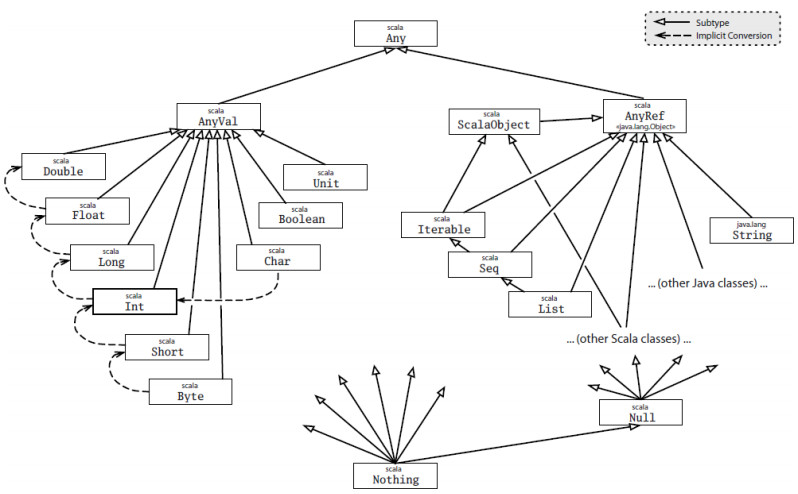 Subtype
Implicit Conversion
scala
Any
scala
AnyVal
scala
ScalaObject
scala
AnyRef
«java.lang.Object»
scala
Double
scala
Unit
scala
Float
scala
Boolean
scala
Iterable
java.lang
String
scala
Long
scala
Char
scala
Seq
... (other Java classes) ...
scala
Int
scala
List
scala
Short
... (other Scala classes) ...
scala
Byte
scala
Null
scala
Nothing